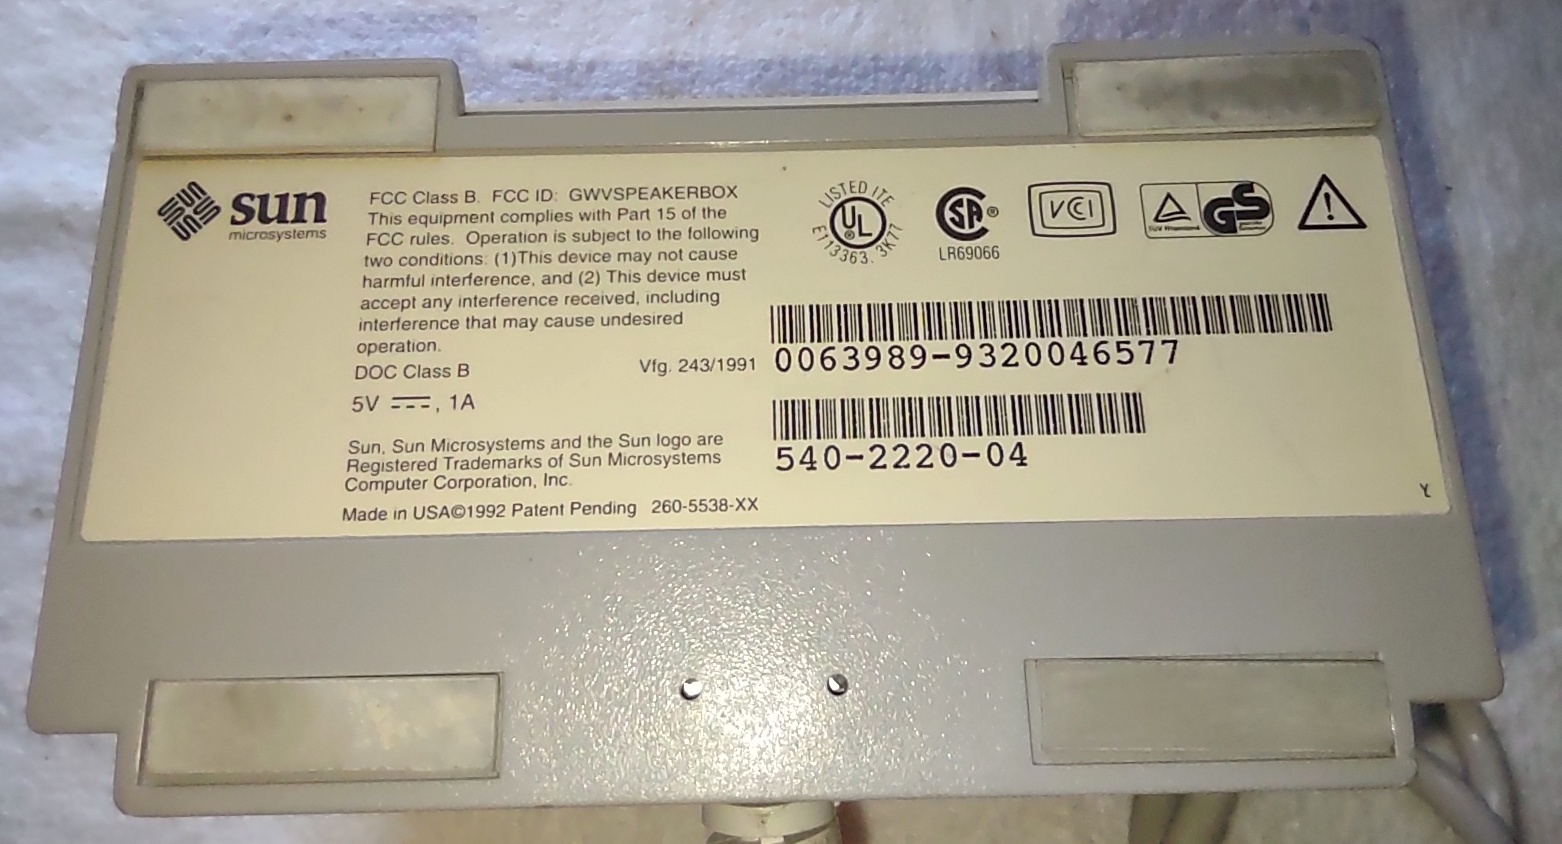 sun
microsystems
FCC Class B. FCC ID: GWVSPEAKERBOX
This equipment complies with Part 15 of the
FCC rules. Operation is subject to the following
two conditions: (1)This device may not cause
harmful interference, and (2) This device must
accept any interference received, including
interference that may cause undesired
operation.
DOC Class B
Vfg. 243/1991
5V ⎓, 1A
Sun, Sun Microsystems and the Sun logo are
Registered Trademarks of Sun Microsystems
Computer Corporation, Inc.
Made in USA©1992 Patent Pending 260-5538-XX
LISTED ITE
UL
®
E113363. 3K77
SA ®
LR69066
VCI
GS
!
0063989-9320046577
540-2220-04
Y